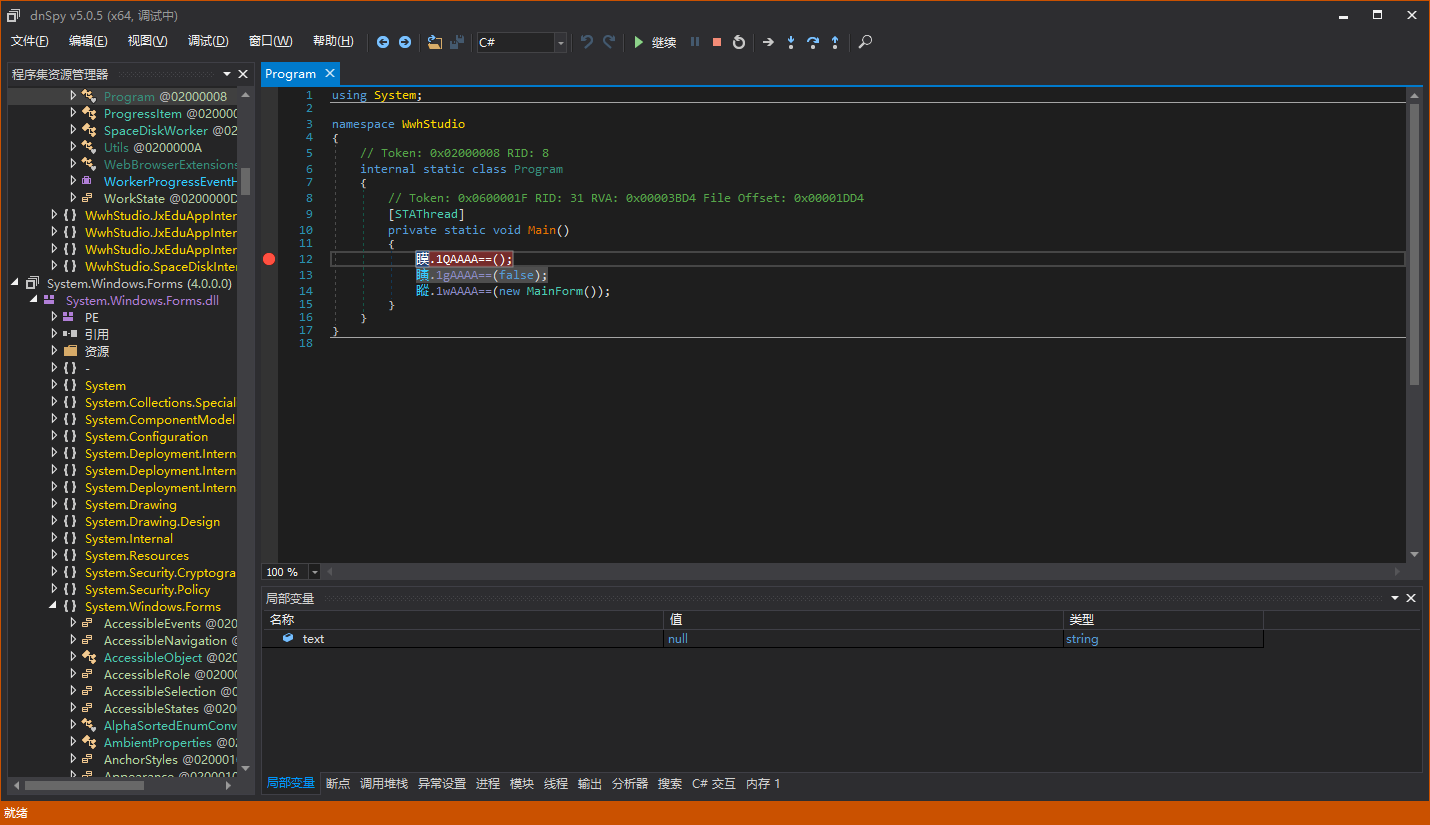 dnSpy v5.0.5 (x64, 调试中)
文件(F) 编辑(E) 视图(V) 调试(D) 窗口(W) 帮助(H) C# 继续
程序集资源管理器
Program @02000008
ProgressItem @020000
SpaceDiskWorker @02
Utils @0200000A
WebBrowserExtensions
WorkerProgressEventH
WorkState @0200000D
{ } WwhStudio.JxEduAppInter
{ } WwhStudio.JxEduAppInter
{ } WwhStudio.JxEduAppInter
{ } WwhStudio.SpaceDiskInte
System.Windows.Forms (4.0.0.0)
System.Windows.Forms.dll
PE
引用
资源
{ } -
{ } System
{ } System.Collections.Special
{ } System.ComponentModel
{ } System.Configuration
{ } System.Deployment.Intern
{ } System.Deployment.Intern
{ } System.Deployment.Intern
{ } System.Drawing
{ } System.Drawing.Design
{ } System.Internal
{ } System.Resources
{ } System.Security.Cryptogra
{ } System.Security.Policy
{ } System.Windows.Forms
AccessibleEvents @020
AccessibleNavigation @
AccessibleObject @020
AccessibleRole @02000
AccessibleSelection @0
AccessibleStates @020
AlphaSortedEnumConv
AmbientProperties @02
AnchorStyles @0200010
Appearance @0200010
Program
1 using System;
2
3 namespace WwhStudio
4 {
5 // Token: 0x02000008 RID: 8
6 internal static class Program
7 {
8 // Token: 0x0600001F RID: 31 RVA: 0x00003BD4 File Offset: 0x00001DD4
9 [STAThread]
10 private static void Main()
11 {
12 .1QAAAA==();
13 .1gAAAA==(false);
14 .1wAAAA==(new MainForm());
15 }
16 }
17 }
18
100 %
局部变量
名称 值 类型
text null string
局部变量 断点 调用堆栈 异常设置 进程 模块 线程 输出 分析器 搜索 C# 交互 内存 1
就绪